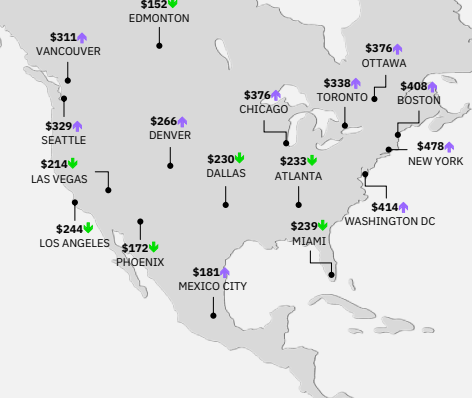 $152
EDMONTON
$311
VANCOUVER
$376
OTTAWA
$376
CHICAGO
$338
TORONTO
$408
BOSTON
$329
SEATTLE
$266
DENVER
$478
NEW YORK
$214
LAS VEGAS
$230
DALLAS
$233
ATLANTA
$414
WASHINGTON DC
$244
LOS ANGELES
$172
PHOENIX
$239
MIAMI
$181
MEXICO CITY